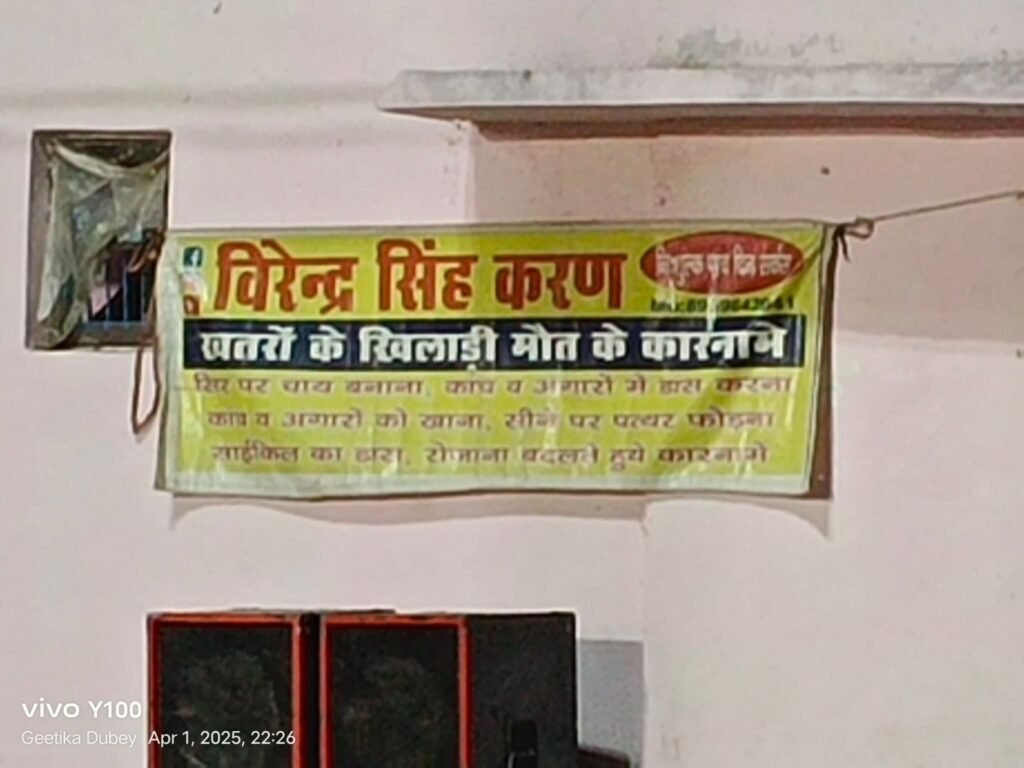 विरेन्द्र सिंह करण
खतरों के खिलाड़ी मौत के कारनामे
सिर पर चाय बनाना, कांच व अंगारों में डांस करना
कांच व अंगारों को खाना, सीने पर पत्थर फोड़ना
साईकिल का डांस, रोजाना बदलते हुये कारनामे
vivo Y100
Geetika Dubey Apr 1, 2025, 22:26